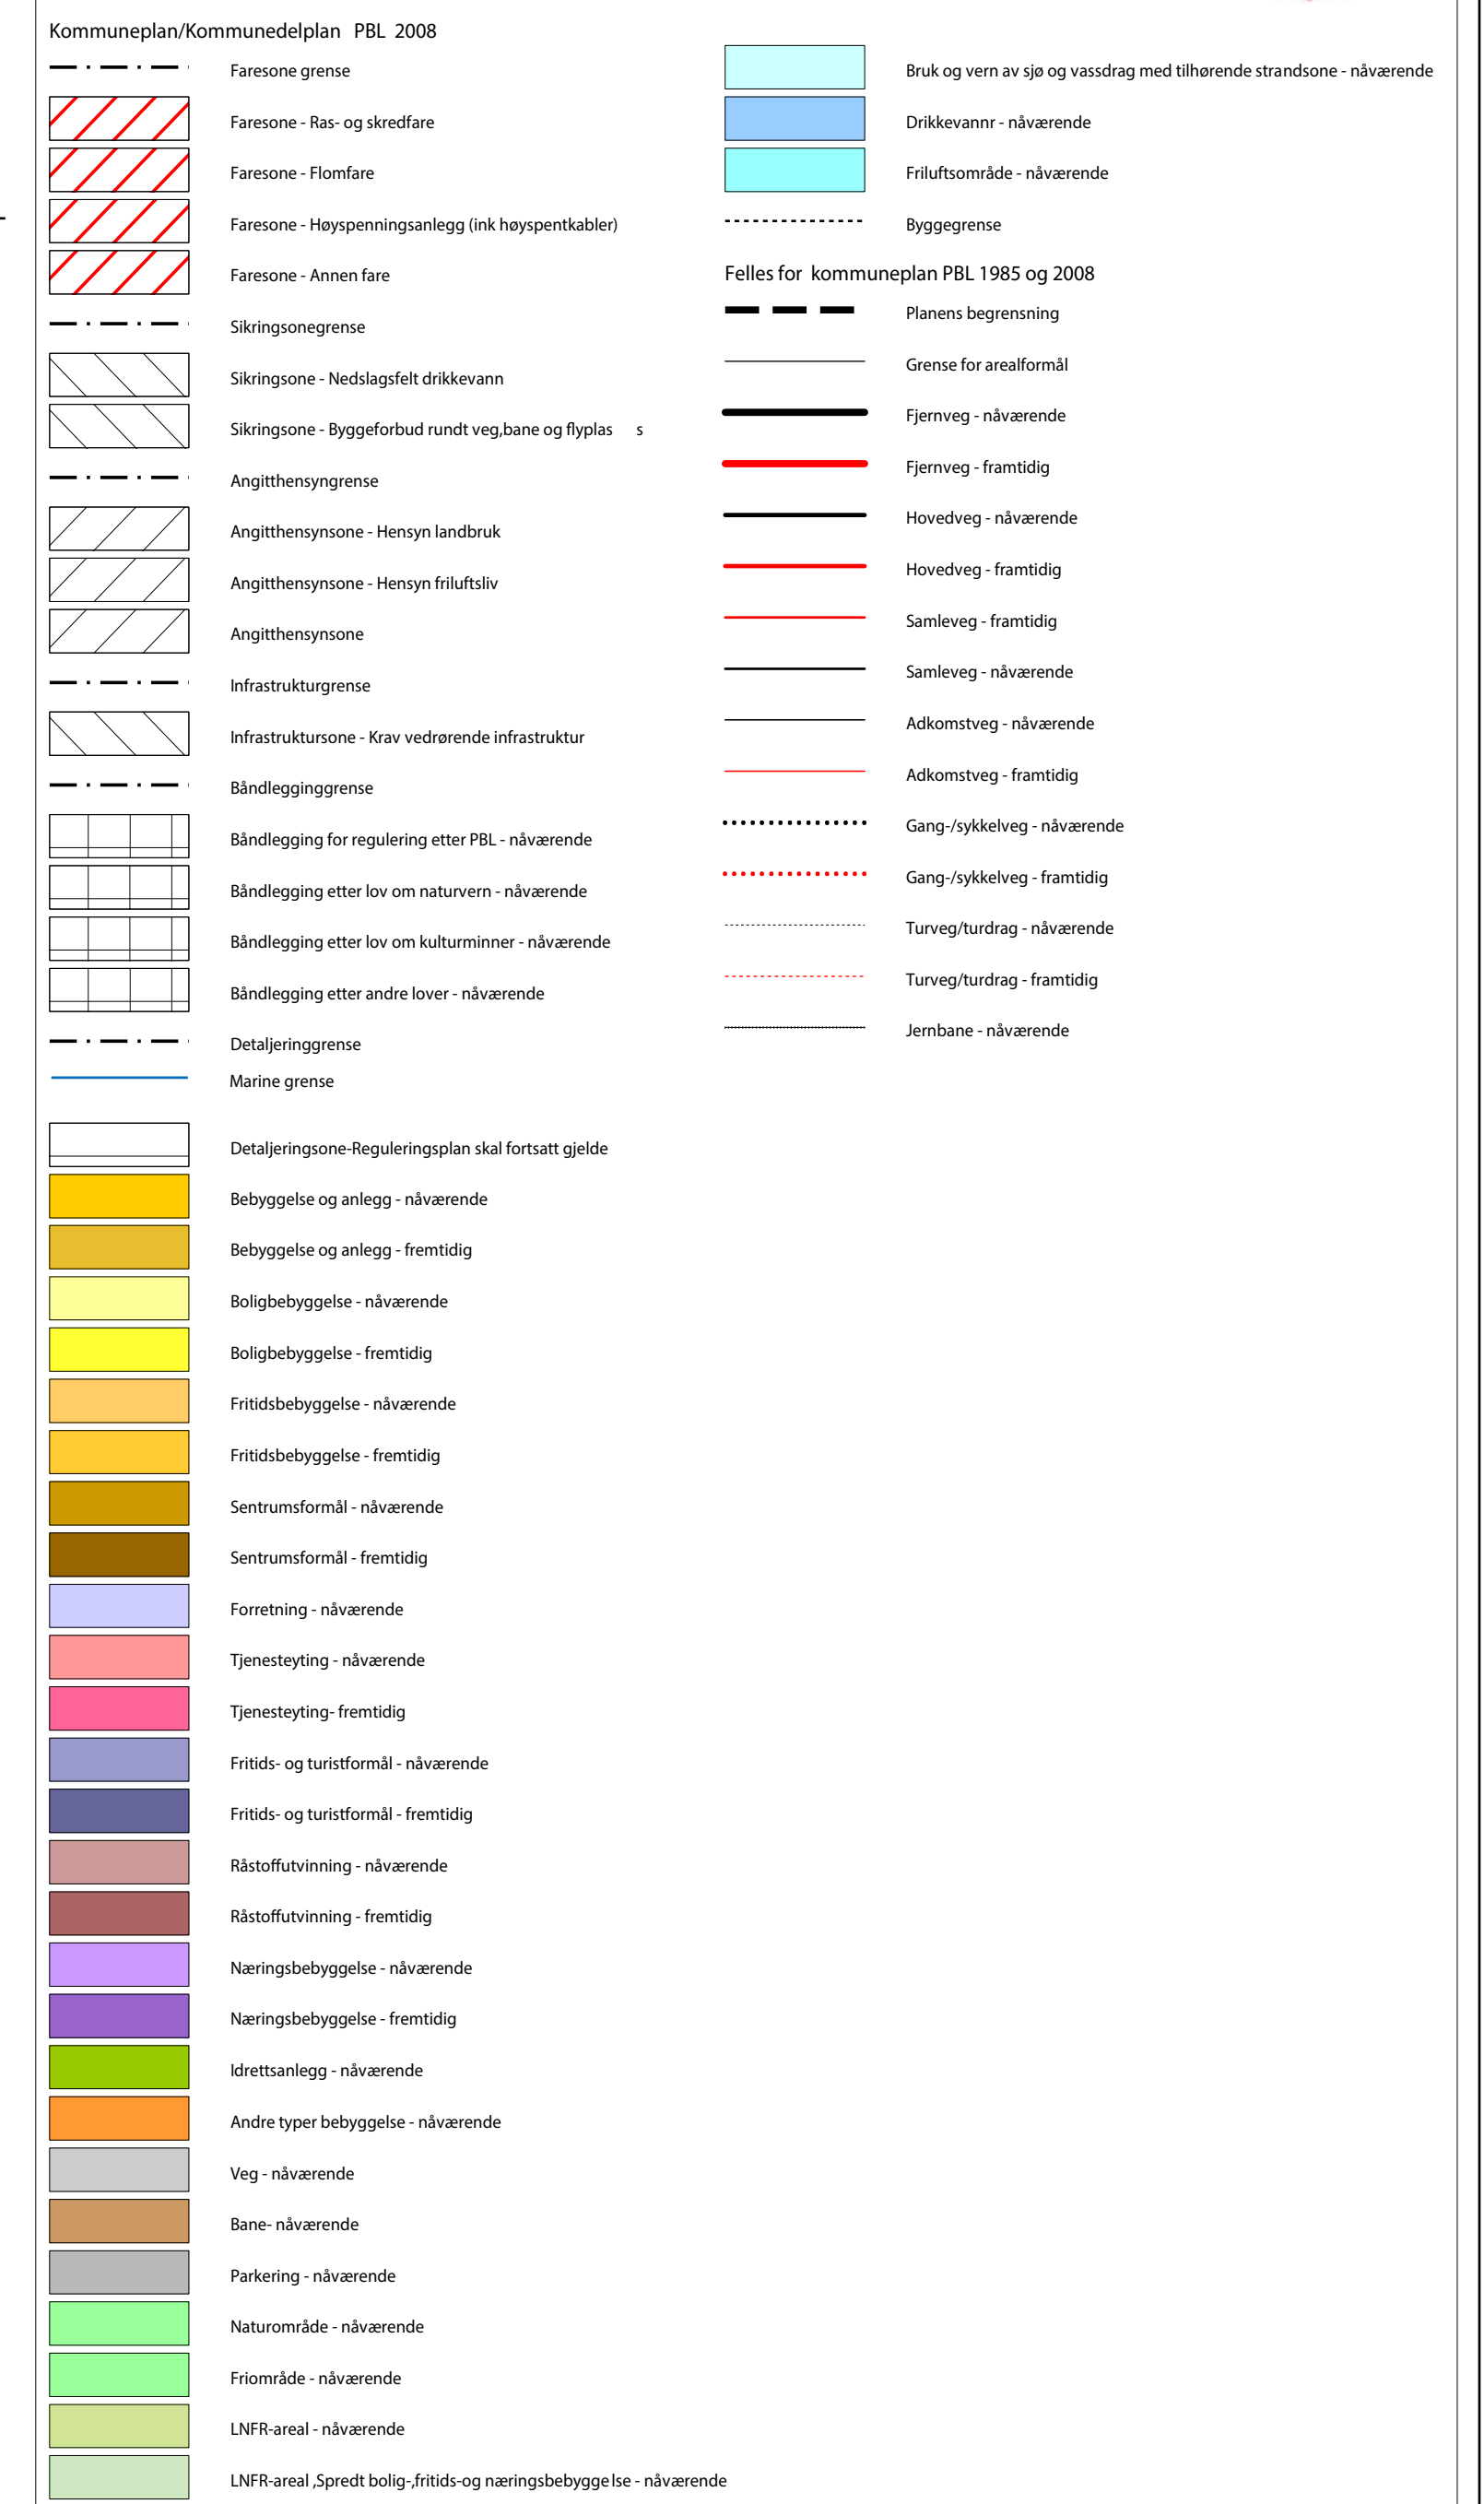 Kommuneplan/Kommunedelplan PBL 2008
Faresone grense
Faresone - Ras- og skredfare
Faresone - Flomfare
Faresone - Høyspenningsanlegg (ink høyspentkabler)
Faresone - Annen fare
Sikringsonegrense
Sikringsone - Nedslagsfelt drikkevann
Sikringsone - Byggeforbud rundt veg,bane og flyplas s
Angitthensyngrense
Angitthensynsone - Hensyn landbruk
Angitthensynsone - Hensyn friluftsliv
Angitthensynsone
Infrastrukturgrense
Infrastruktursone - Krav vedrørende infrastruktur
Båndlegginggrense
Båndlegging for regulering etter PBL - nåværende
Båndlegging etter lov om naturvern - nåværende
Båndlegging etter lov om kulturminner - nåværende
Båndlegging etter andre lover - nåværende
Detaljeringgrense
Marine grense
Detaljeringsone-Reguleringsplan skal fortsatt gjelde
Bebyggelse og anlegg - nåværende
Bebyggelse og anlegg - fremtidig
Boligbebyggelse - nåværende
Boligbebyggelse - fremtidig
Fritidsbebyggelse - nåværende
Fritidsbebyggelse - fremtidig
Sentrumsformål - nåværende
Sentrumsformål - fremtidig
Forretning - nåværende
Tjenesteyting - nåværende
Tjenesteyting- fremtidig
Fritids- og turistformål - nåværende
Fritids- og turistformål - fremtidig
Råstoffutvinning - nåværende
Råstoffutvinning - fremtidig
Næringsbebyggelse - nåværende
Næringsbebyggelse - fremtidig
Idrettsanlegg - nåværende
Andre typer bebyggelse - nåværende
Veg - nåværende
Bane- nåværende
Parkering - nåværende
Naturområde - nåværende
Friområde - nåværende
LNFR-areal - nåværende
LNFR-areal ,Spredt bolig-,fritids-og næringsbebyggelse - nåværende
Bruk og vern av sjø og vassdrag med tilhørende strandsone - nåværende
Drikkevannr - nåværende
Friluftsområde - nåværende
Byggegrense
Felles for kommuneplan PBL 1985 og 2008
Planens begrensning
Grense for arealformål
Fjernveg - nåværende
Fjernveg - framtidig
Hovedveg - nåværende
Hovedveg - framtidig
Samleveg - framtidig
Samleveg - nåværende
Adkomstveg - nåværende
Adkomstveg - framtidig
Gang-/sykkelveg - nåværende
Gang-/sykkelveg - framtidig
Turveg/turdrag - nåværende
Turveg/turdrag - framtidig
Jernbane - nåværende